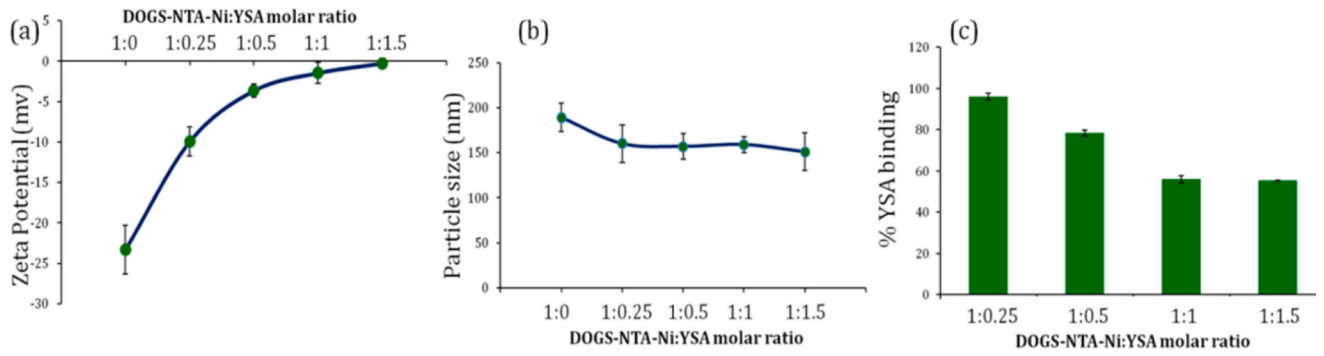 (a)
DOGS-NTA-Ni:YSA molar ratio
1:0 1:0.25 1:0.5 1:1 1:1.5
5
0
-5
-10
-15
-20
-25
-30
Zeta Potential (mv)
(b)
250
200
150
100
50
0
Particle size (nm)
1:0 1:0.25 1:0.5 1:1 1:1.5
DOGS-NTA-Ni:YSA molar ratio
(c)
120
100
80
60
40
20
0
% YSA binding
1:0.25 1:0.5 1:1 1:1.5
DOGS-NTA-Ni:YSA molar ratio